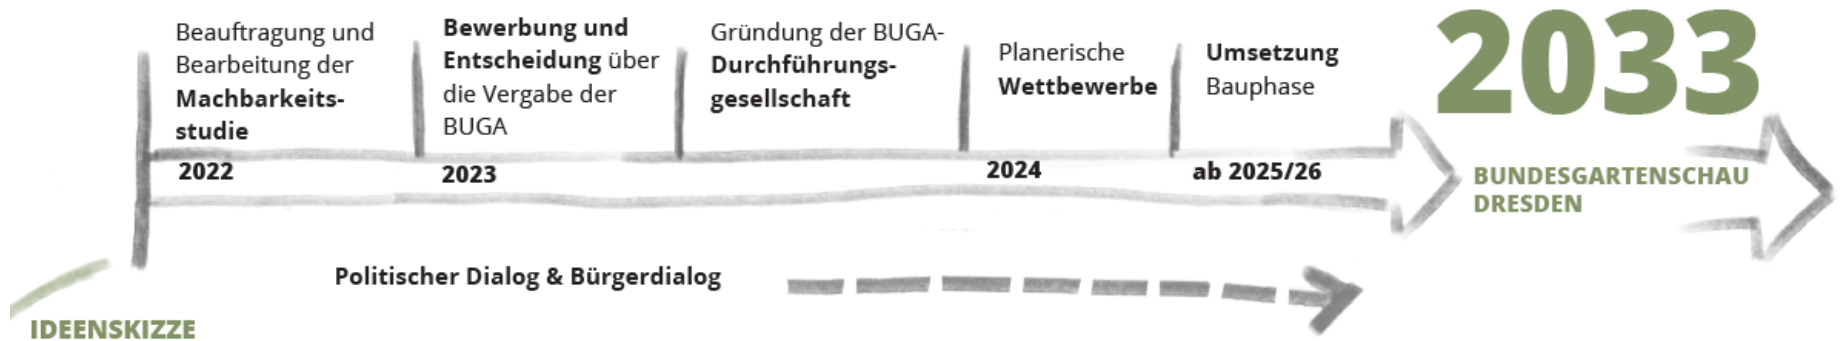 Beauftragung und
Bearbeitung der
Machbarkeits-
studie
2022
Bewerbung und
Entscheidung über
die Vergabe der
BUGA
2023
Gründung der BUGA-
Durchführungs-
gesellschaft
Planerische
Wettbewerbe
2024
Umsetzung
Bauphase
ab 2025/26
2033
BUNDESGARTENSCHAU
DRESDEN
Politischer Dialog & Bürgerdialog
IDEENSKIZZE